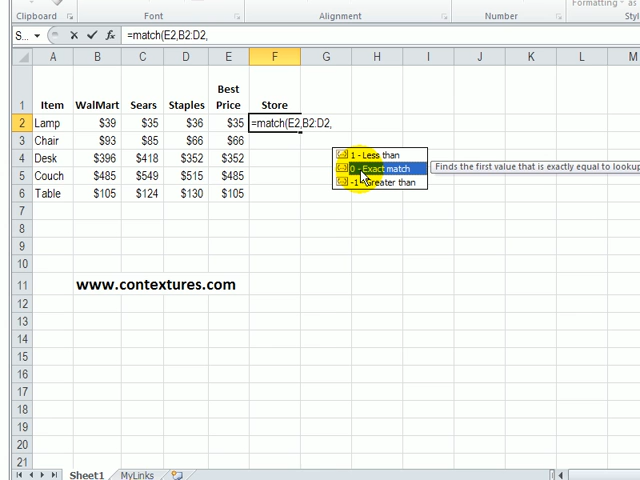 Formatting ▾
as
Clipboard
Font
Alignment
Number
S...
=match(E2,B2:D2,
A B C D E F G H I J K L M
1 Item WalMart Sears Staples Best Price Store
2 Lamp $39 $35 $36 $35 =match(E2,B2:D2,
3 Chair $93 $85 $66 $66
4 Desk $396 $418 $352 $352
5 Couch $485 $549 $515 $485
6 Table $105 $124 $130 $105
1 - Less than
0 - Exact match
-1 - Greater than
Finds the first value that is exactly equal to lookup
7
8
9
10
11 www.contextures.com
12
13
14
15
16
17
18
19
20
21
Sheet1 MyLinks